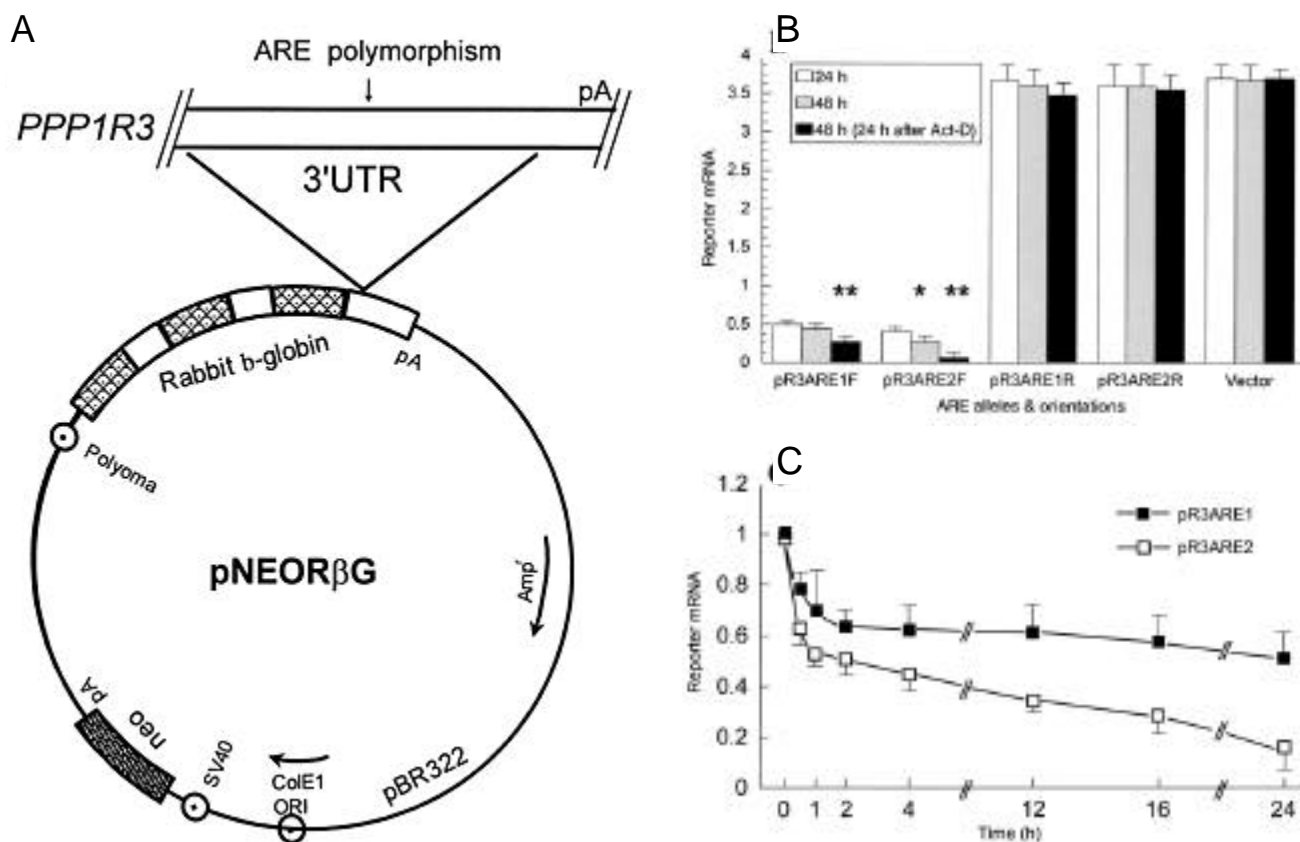 A
ARE polymorphism
pA
PPP1R3
3'UTR
Rabbit b-globin
pA
Polyoma
pNEORβG
Ampʳ
pA
neo
SV40
ColE1
ORI
pBR322
B
4
3.5
3
2.5
2
1.5
1
0.5
0
Reporter mRNA
24 h
48 h
48 h (24 h after Act-D)
**
*
**
pR3ARE1F
pR3ARE2F
pR3ARE1R
pR3ARE2R
Vector
ARE alleles & orientations
C
1.2
1
0.8
0.6
0.4
0.2
0
Reporter mRNA
pR3ARE1
pR3ARE2
0
1
2
4
12
16
24
Time (h)